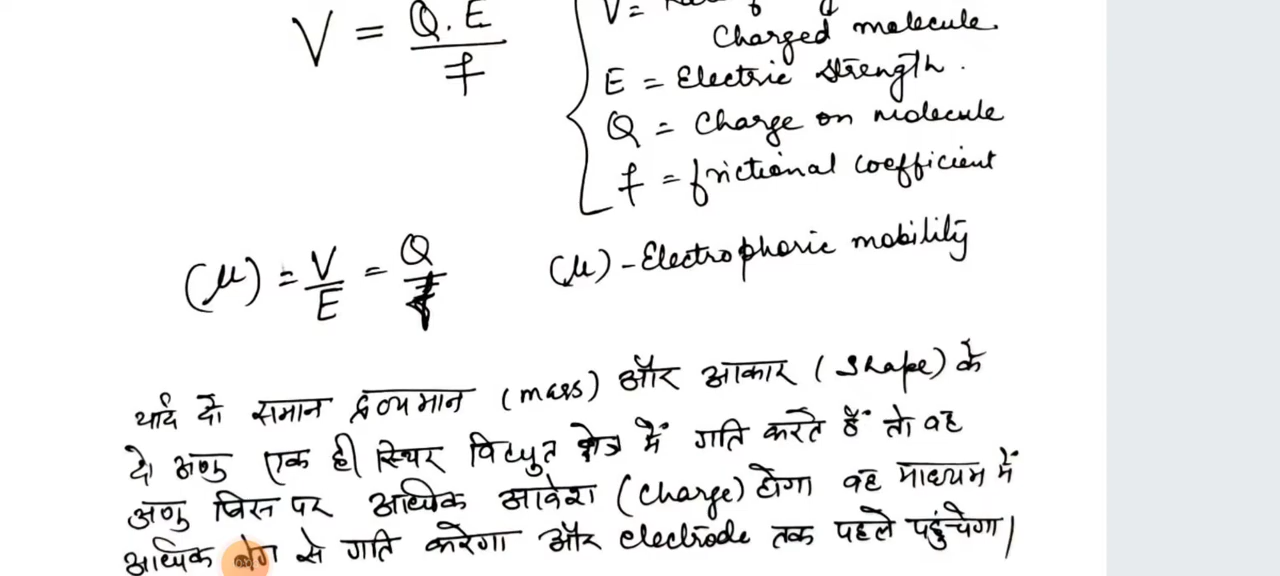 V = Q.E / f
V =
Charged molecule
E = Electric strength.
Q = Charge on molecule
f = frictional coefficient
(μ) = V/E = Q/f
(μ) - Electrophoric mobility
यदि दो समान द्रव्यमान (mass) और आकार (shape) के
दो अणु एक ही स्थिर विद्युत क्षेत्र में गति करते हैं तो वह
अणु जिस पर अधिक आवेश (charge) होगा वह माध्यम में
अधिक से गति करेगा और electrode तक पहले पहुंचेगा।